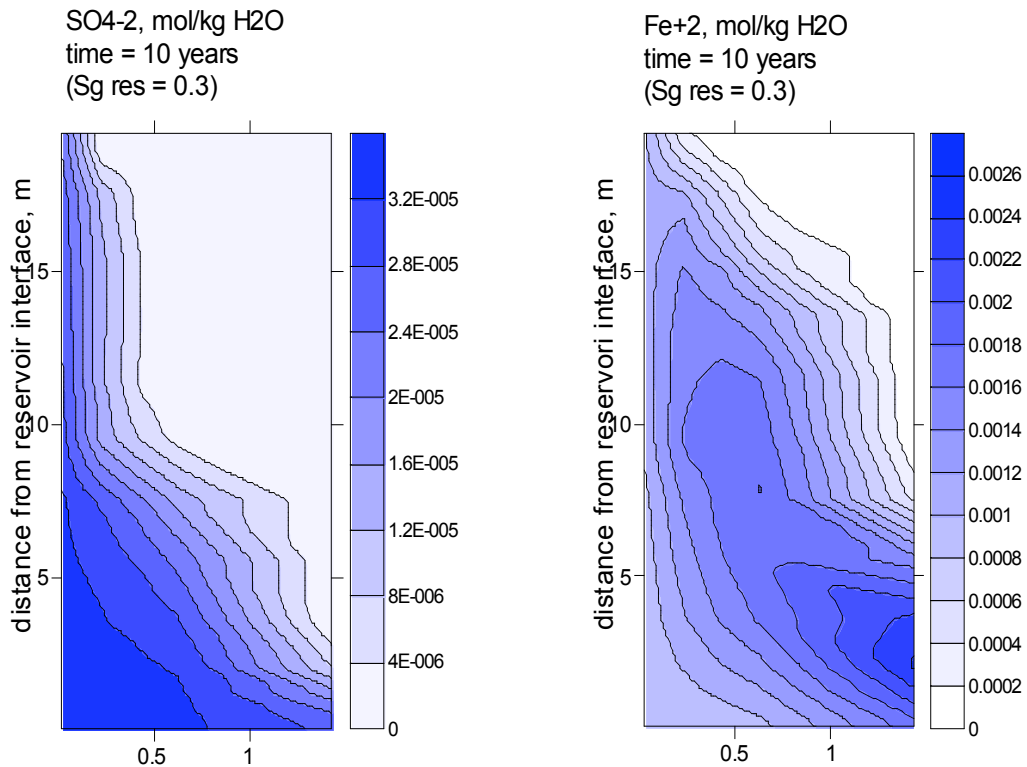 SO4-2, mol/kg H2O
time = 10 years
(Sg res = 0.3)
distance from reservoir interface, m
15
10
5
0.5
1
3.2E-005
2.8E-005
2.4E-005
2E-005
1.6E-005
1.2E-005
8E-006
4E-006
0
Fe+2, mol/kg H2O
time = 10 years
(Sg res = 0.3)
distance from reservori interface, m
15
10
5
0.5
1
0.0026
0.0024
0.0022
0.002
0.0018
0.0016
0.0014
0.0012
0.001
0.0008
0.0006
0.0004
0.0002
0